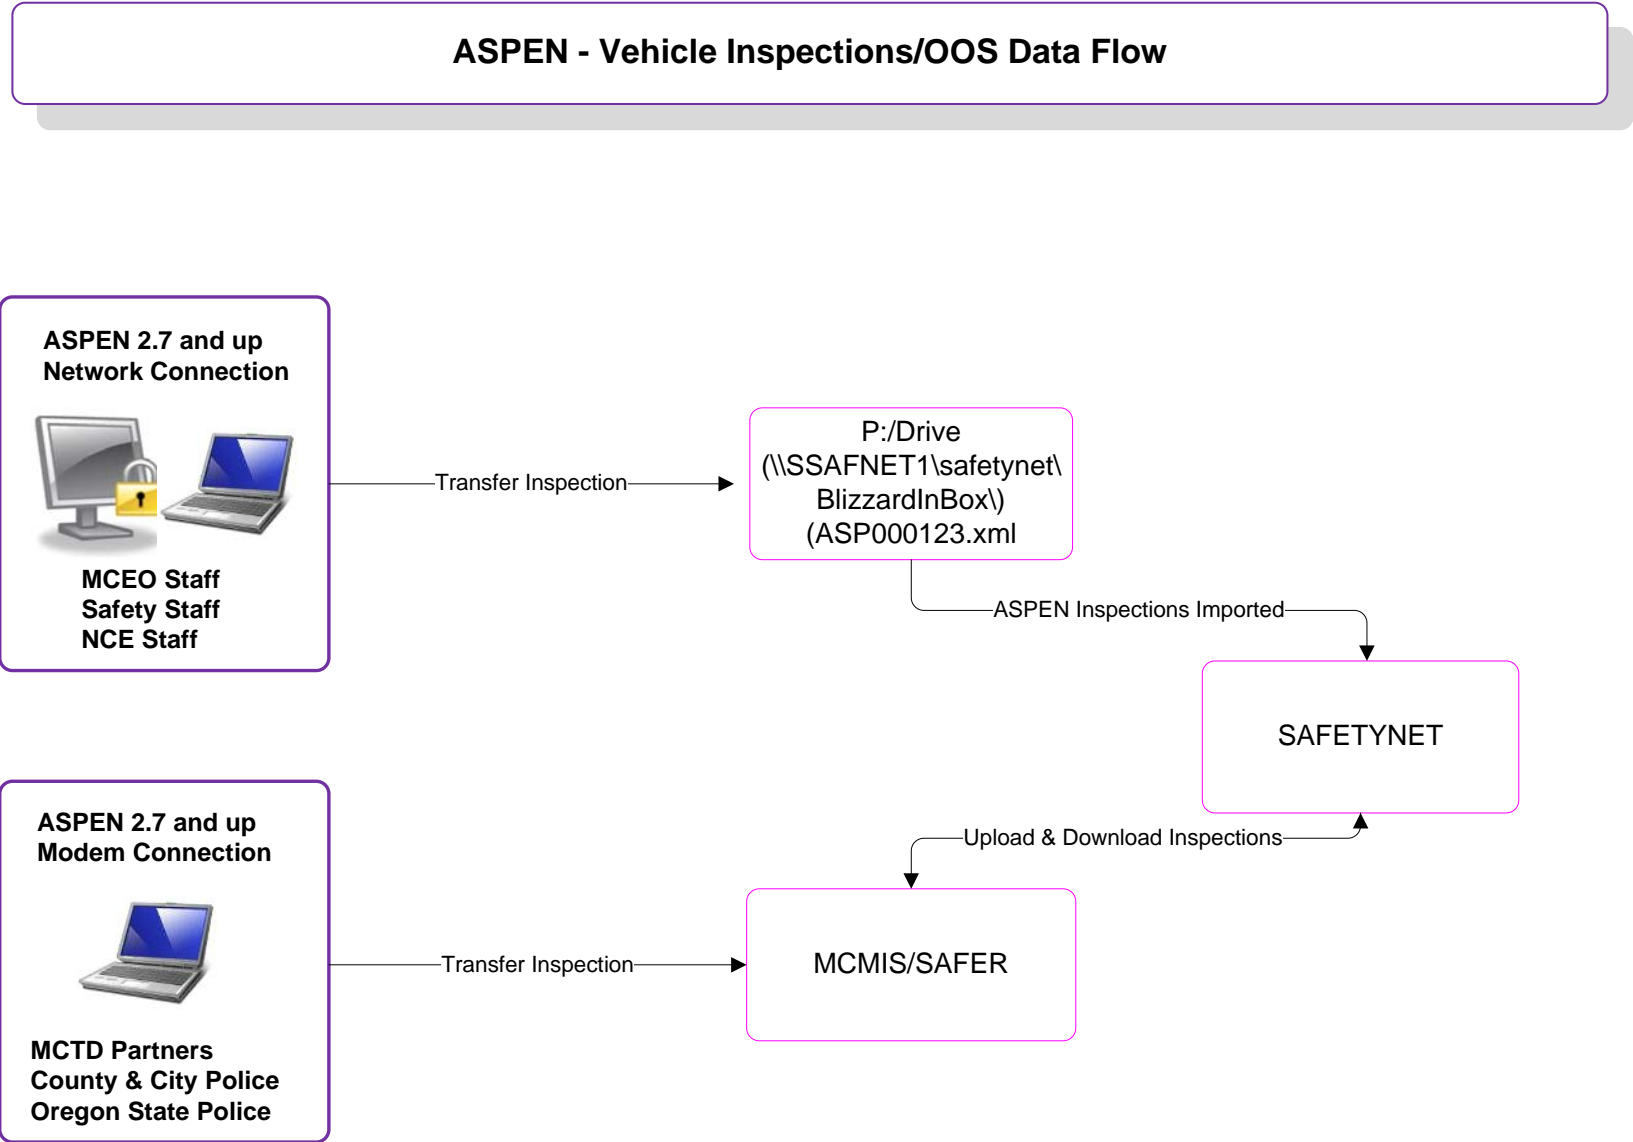 ASPEN - Vehicle Inspections/OOS Data Flow
ASPEN 2.7 and up
Network Connection
MCEO Staff
Safety Staff
NCE Staff
Transfer Inspection
P:/Drive
(\\SSAFNET1\safetynet\
BlizzardInBox\)
(ASP000123.xml
ASPEN Inspections Imported
SAFETYNET
Upload & Download Inspections
ASPEN 2.7 and up
Modem Connection
MCTD Partners
County & City Police
Oregon State Police
Transfer Inspection
MCMIS/SAFER